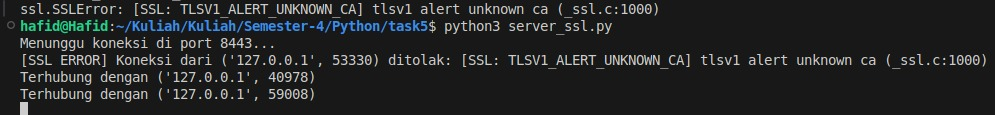 ssl.SSLError: [SSL: TLSV1_ALERT_UNKNOWN_CA] tlsv1 alert unknown ca (_ssl.c:1000)
hafid@Hafid:~/Kuliah/Kuliah/Semester-4/Python/task5$ python3 server_ssl.py
Menunggu koneksi di port 8443...
[SSL ERROR] Koneksi dari ('127.0.0.1', 53330) ditolak: [SSL: TLSV1_ALERT_UNKNOWN_CA] tlsv1 alert unknown ca (_ssl.c:1000)
Terhubung dengan ('127.0.0.1', 40978)
Terhubung dengan ('127.0.0.1', 59008)